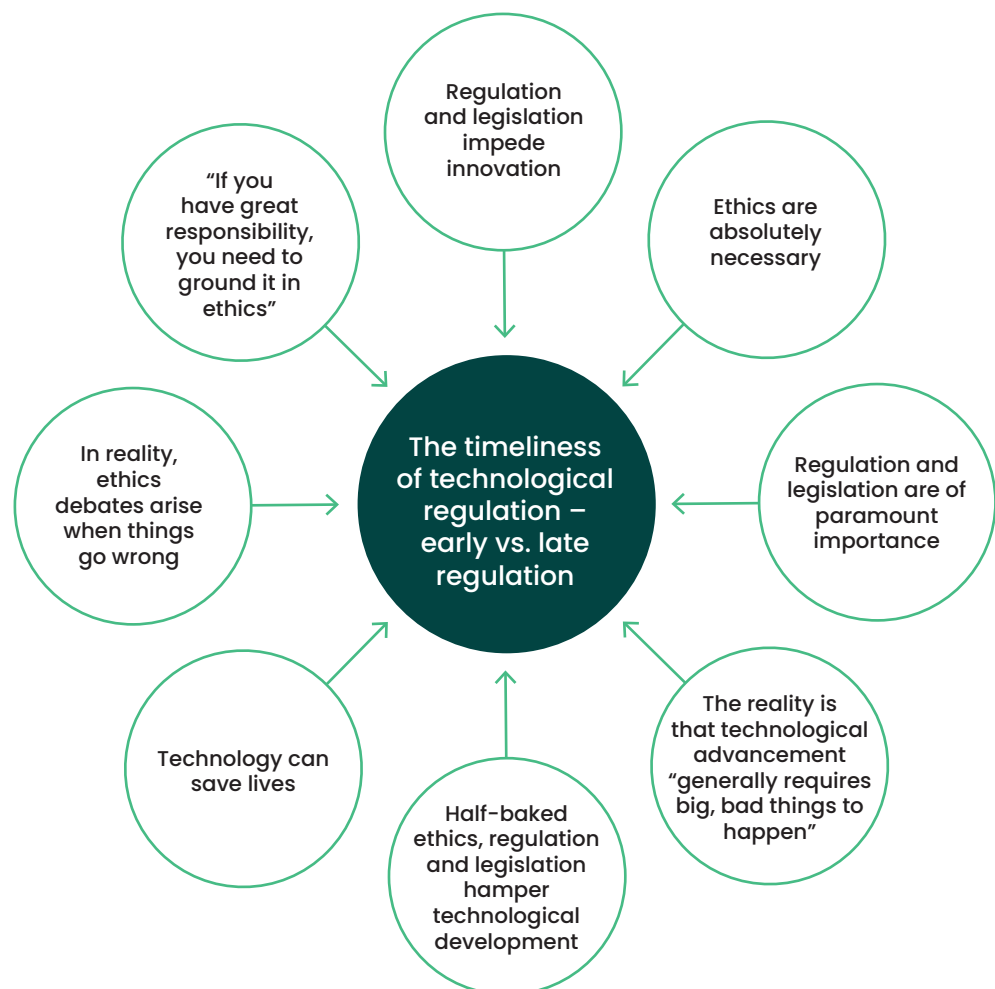 Regulation
and legislation
impede
innovation
“If you
have great
responsibility,
you need to
ground it in
ethics”
Ethics are
absolutely
necessary
In reality,
ethics
debates arise
when things
go wrong
The timeliness
of technological
regulation –
early vs. late
regulation
Regulation and
legislation are of
paramount
importance
Technology can
save lives
The reality is
that technological
advancement
“generally requires
big, bad things to
happen”
Half-baked
ethics, regulation
and legislation
hamper
technological
development